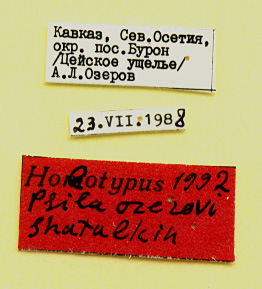 Кавказ, Сев.Осетия,
окр. пос.Бурон
/Цейское ущелье/
А.Л.Озеров
23.VII.1988
Holotypus 1992
Psila ozerovi
Shatalkin